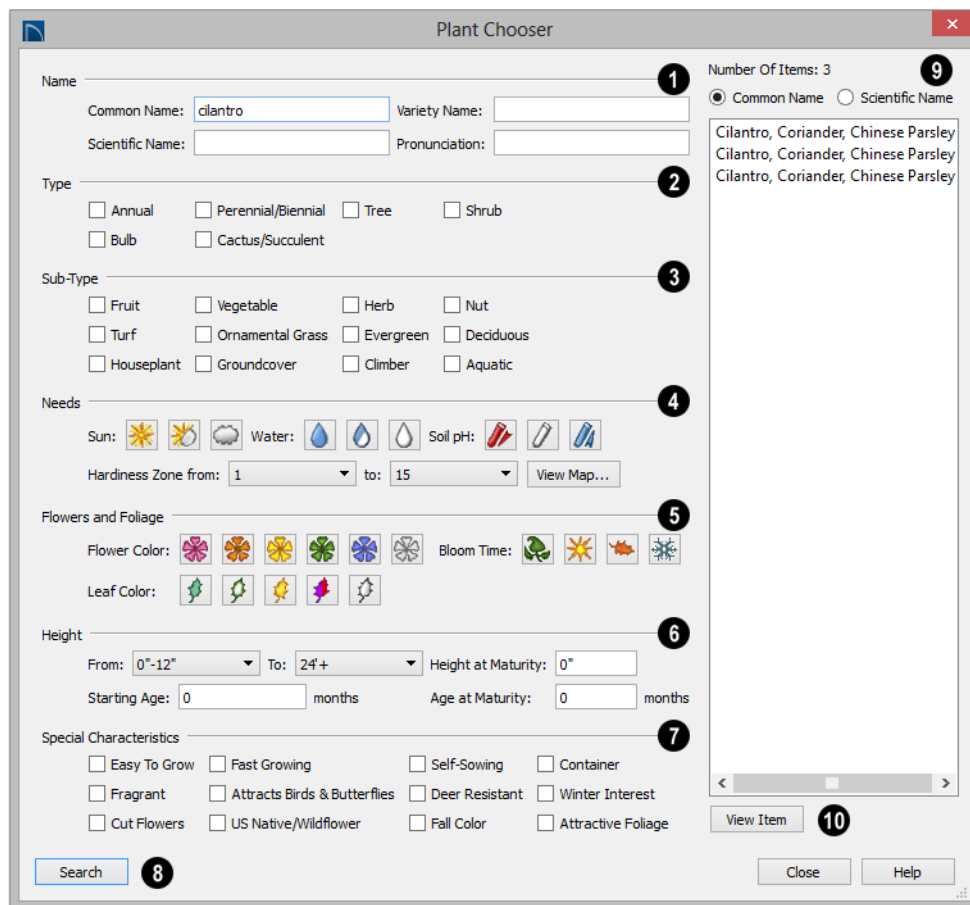 Plant Chooser
Name 1
Common Name: cilantro Variety Name:
Scientific Name: Pronunciation:
Type 2
Annual Perennial/Biennial Tree Shrub
Bulb Cactus/Succulent
Sub-Type 3
Fruit Vegetable Herb Nut
Turf Ornamental Grass Evergreen Deciduous
Houseplant Groundcover Climber Aquatic
Needs 4
Sun: Water: Soil pH:
Hardiness Zone from: 1 to: 15 View Map...
Flowers and Foliage 5
Flower Color: Bloom Time:
Leaf Color:
Height 6
From: 0"-12" To: 24'+ Height at Maturity: 0"
Starting Age: 0 months Age at Maturity: 0 months
Special Characteristics 7
Easy To Grow Fast Growing Self-Sowing Container
Fragrant Attracts Birds & Butterflies Deer Resistant Winter Interest
Cut Flowers US Native/Wildflower Fall Color Attractive Foliage
Search 8
Number Of Items: 3 9
Common Name Scientific Name
Cilantro, Coriander, Chinese Parsley
Cilantro, Coriander, Chinese Parsley
Cilantro, Coriander, Chinese Parsley
View Item 10
Close Help